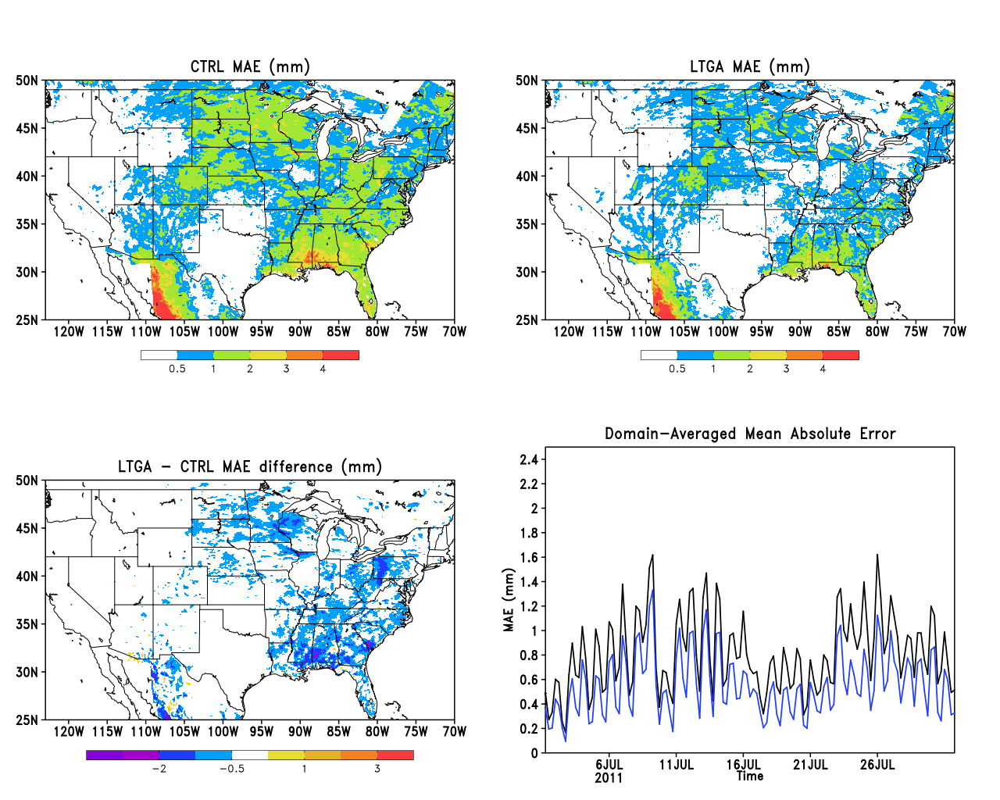 CTRL MAE (mm)
50N
45N
40N
35N
30N
25N
120W 115W 110W 105W 100W 95W 90W 85W 80W 75W 70W
0.5 1 2 3 4
LTGA MAE (mm)
50N
45N
40N
35N
30N
25N
120W 115W 110W 105W 100W 95W 90W 85W 80W 75W 70W
0.5 1 2 3 4
LTGA − CTRL MAE difference (mm)
50N
45N
40N
35N
30N
25N
120W 115W 110W 105W 100W 95W 90W 85W 80W 75W 70W
−2 −0.5 1 3
Domain−Averaged Mean Absolute Error
2.4
2.2
2
1.8
1.6
1.4
1.2
1
0.8
0.6
0.4
0.2
0
MAE (mm)
6JUL 11JUL 16JUL 21JUL 26JUL
2011
Time